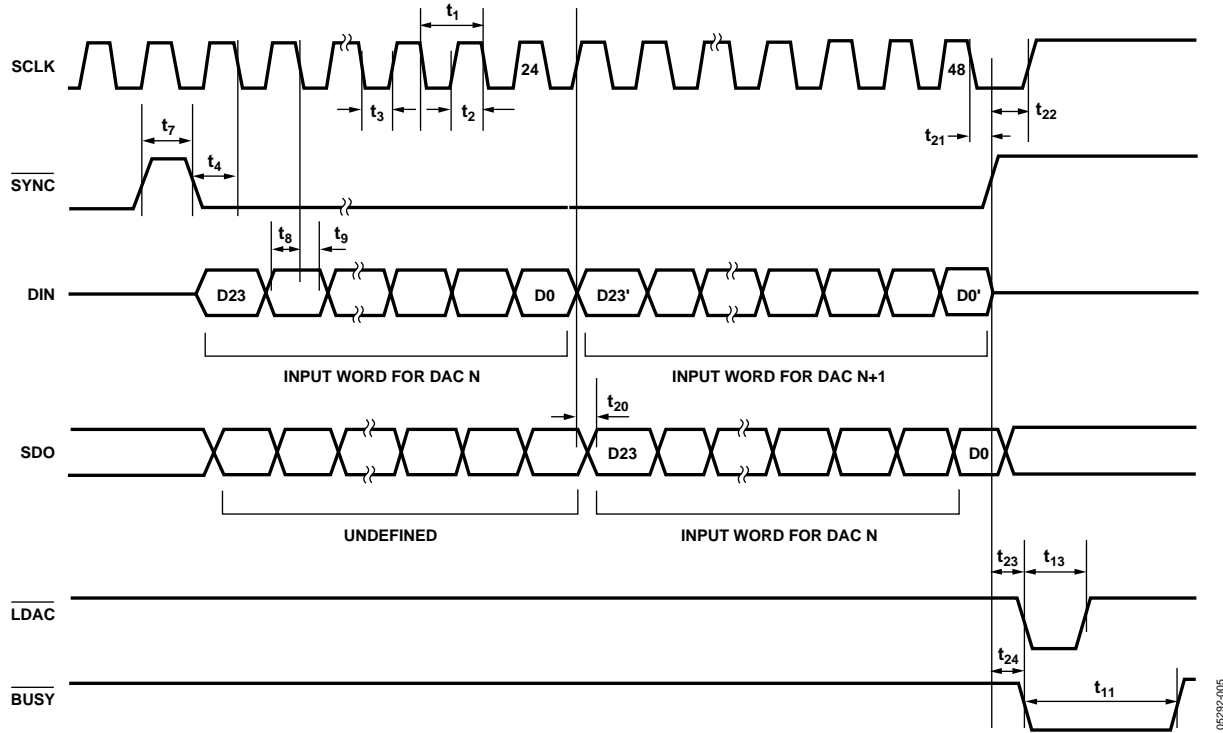 t1
SCLK
24
48
t3
t2
t22
t21
t7
t4
SYNC
t8
t9
DIN
D23
D0
D23'
D0'
INPUT WORD FOR DAC N
INPUT WORD FOR DAC N+1
t20
SDO
D23
D0
UNDEFINED
INPUT WORD FOR DAC N
t23
t13
LDAC
t24
BUSY
t11
05292-005